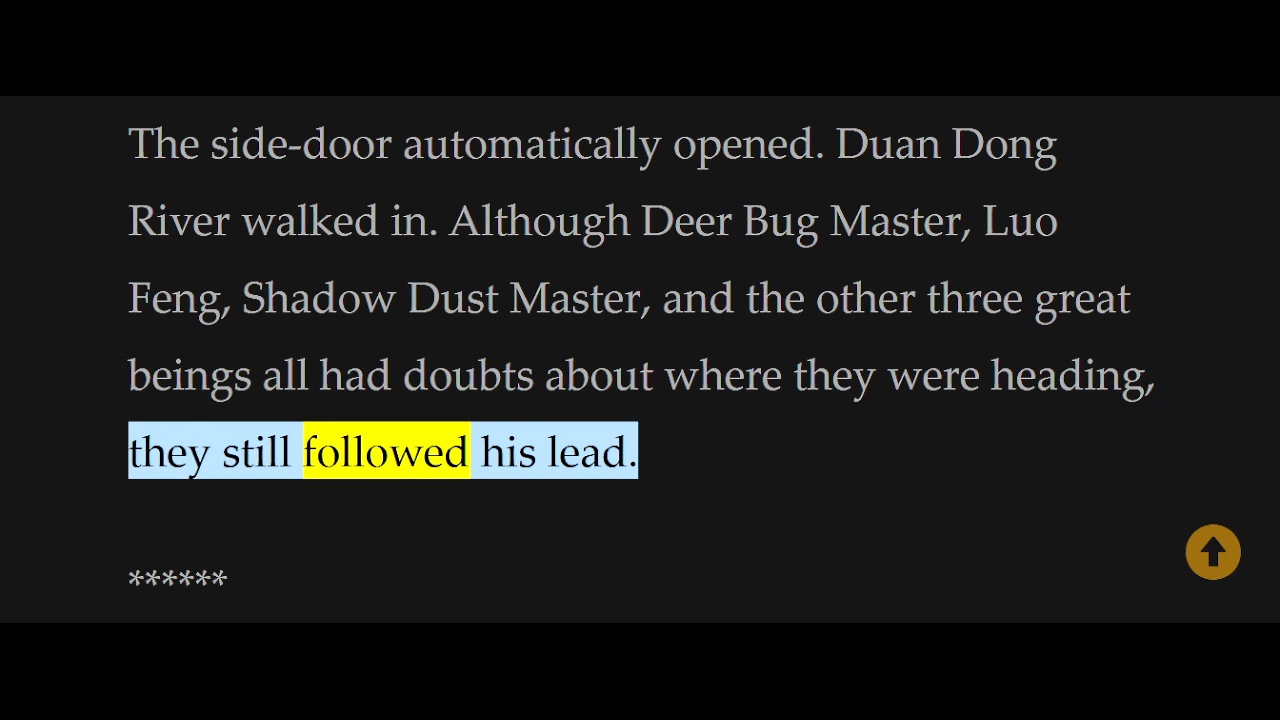 The side-door automatically opened. Duan Dong
River walked in. Although Deer Bug Master, Luo
Feng, Shadow Dust Master, and the other three great
beings all had doubts about where they were heading,
they still followed his lead.
******